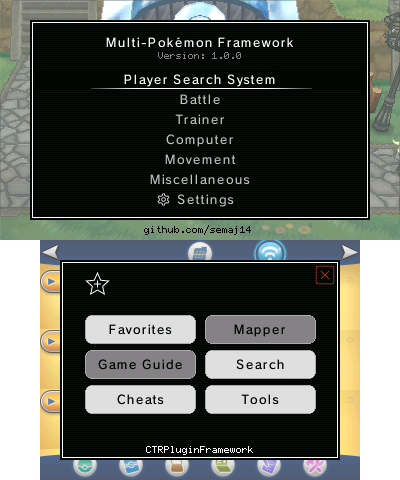 Multi-Pokémon Framework
Version: 1.0.0
Player Search System
Battle
Trainer
Computer
Movement
Miscellaneous
Settings
github.com/semaj14
Favorites
Mapper
Game Guide
Search
Cheats
Tools
CTRPluginFramework